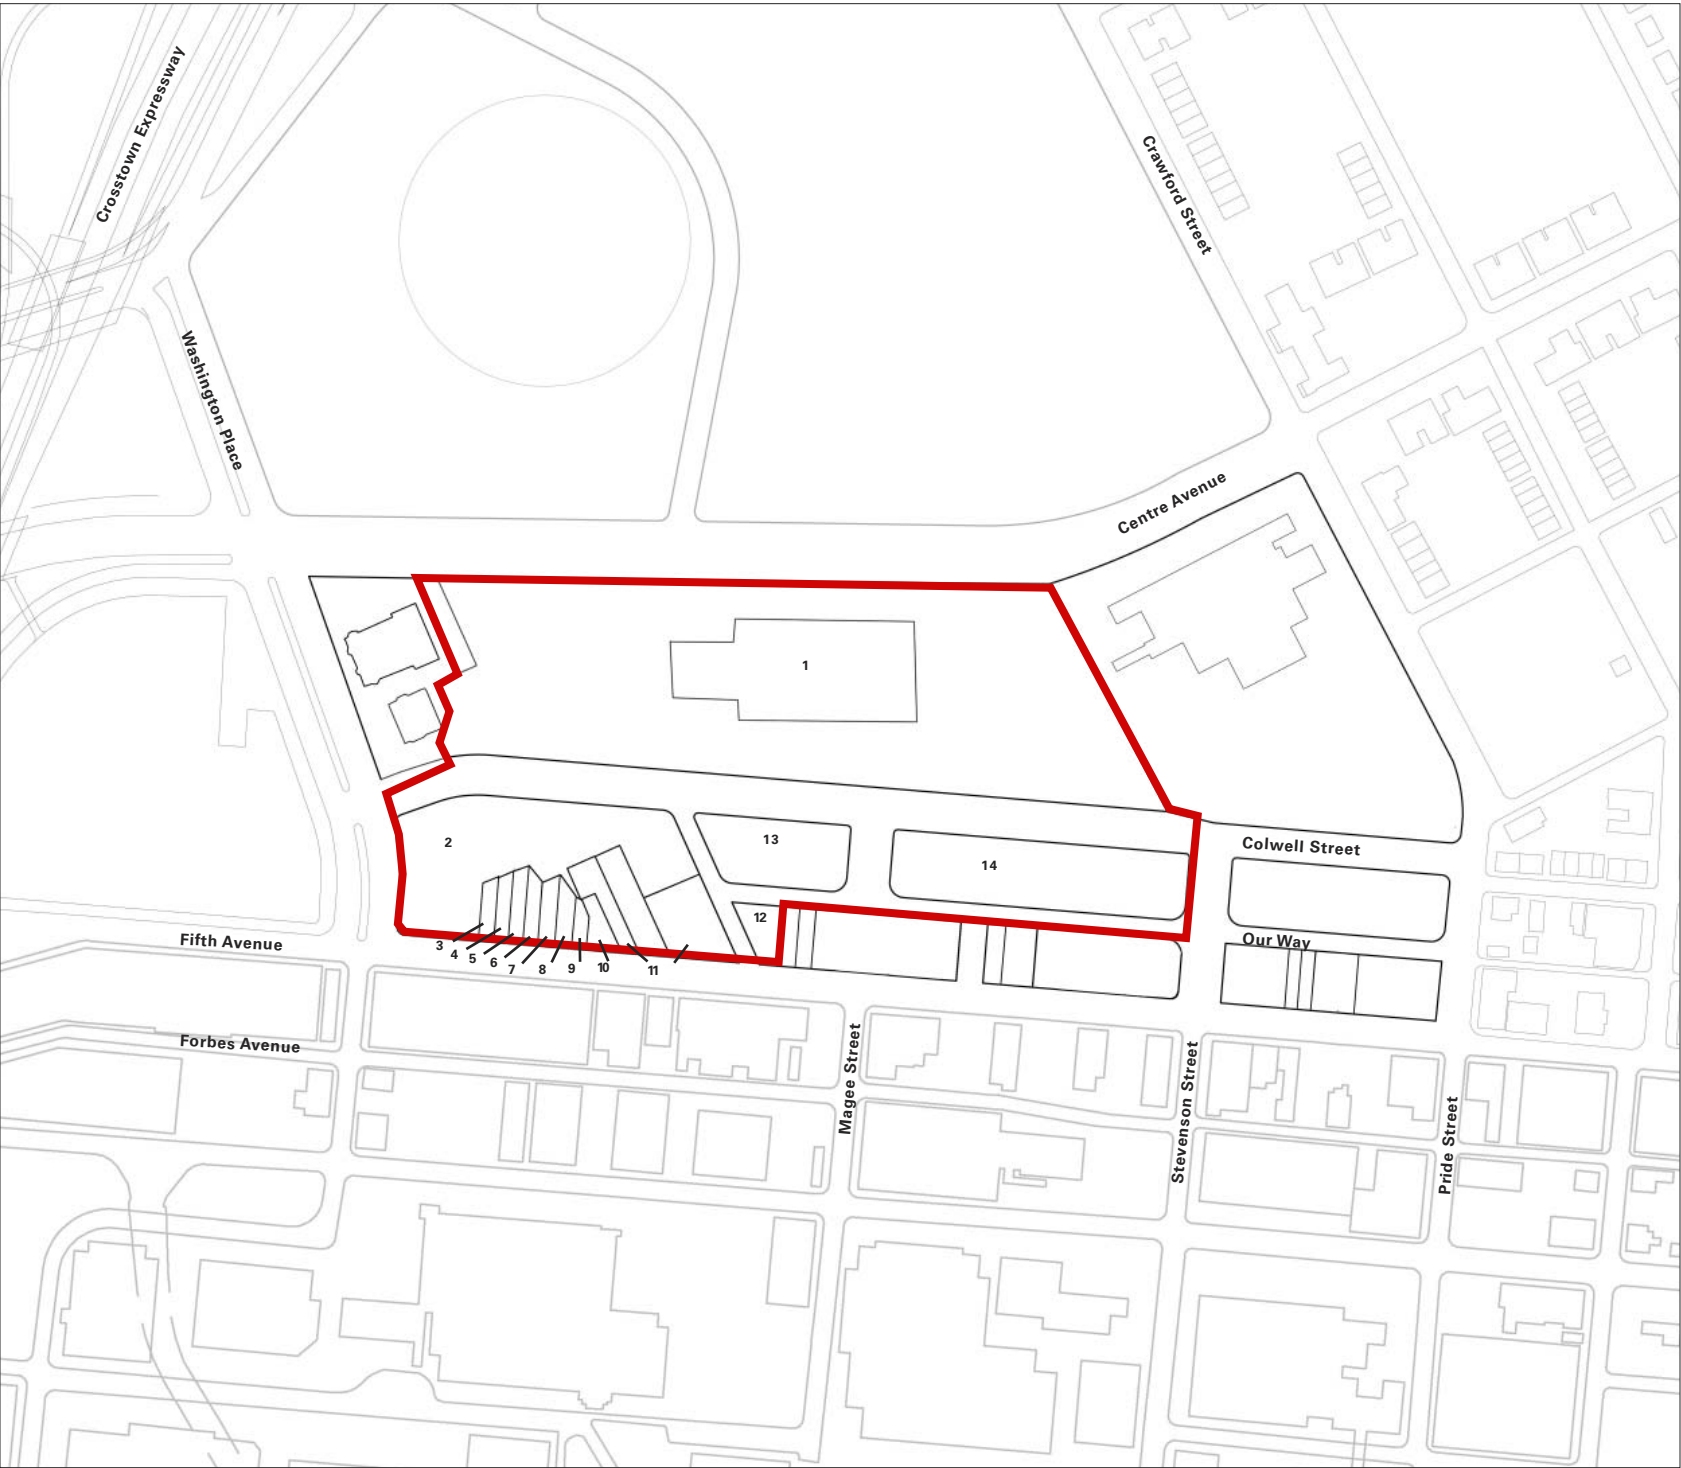 Crosstown Expressway
Crawford Street
Washington Place
Centre Avenue
1
2
13
14
Colwell Street
12
Our Way
Fifth Avenue
3
4
5
6
7
8
9
10
11
Forbes Avenue
Magee Street
Stevenson Street
Pride Street